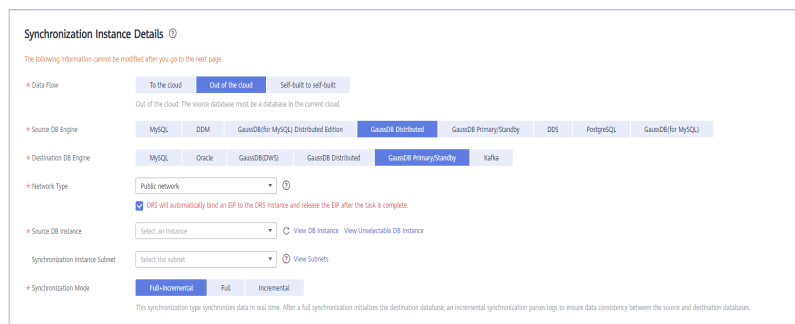 Synchronization Instance Details ?
The following information cannot be modified after you go to the next page.
* Data Flow To the cloud Out of the cloud Self-built to self-built
Out of the cloud: The source database must be a database in the current cloud.
* Source DB Engine MySQL DDM GaussDB(for MySQL) Distributed Edition GaussDB Distributed GaussDB Primary/Standby DDS PostgreSQL GaussDB(for MySQL)
* Destination DB Engine MySQL Oracle GaussDB(DWS) GaussDB Distributed GaussDB Primary/Standby Kafka
* Network Type Public network ?
DRS will automatically bind an EIP to the DRS instance and release the EIP after the task is complete.
* Source DB Instance Select an instance View DB Instance View Unselectable DB Instance
Synchronization Instance Subnet Select the subnet ? View Subnets
* Synchronization Mode Full+Incremental Full Incremental
This synchronization type synchronizes data in real time. After a full synchronization initializes the destination database, an incremental synchronization parses logs to ensure data consistency between the source and destination databases.